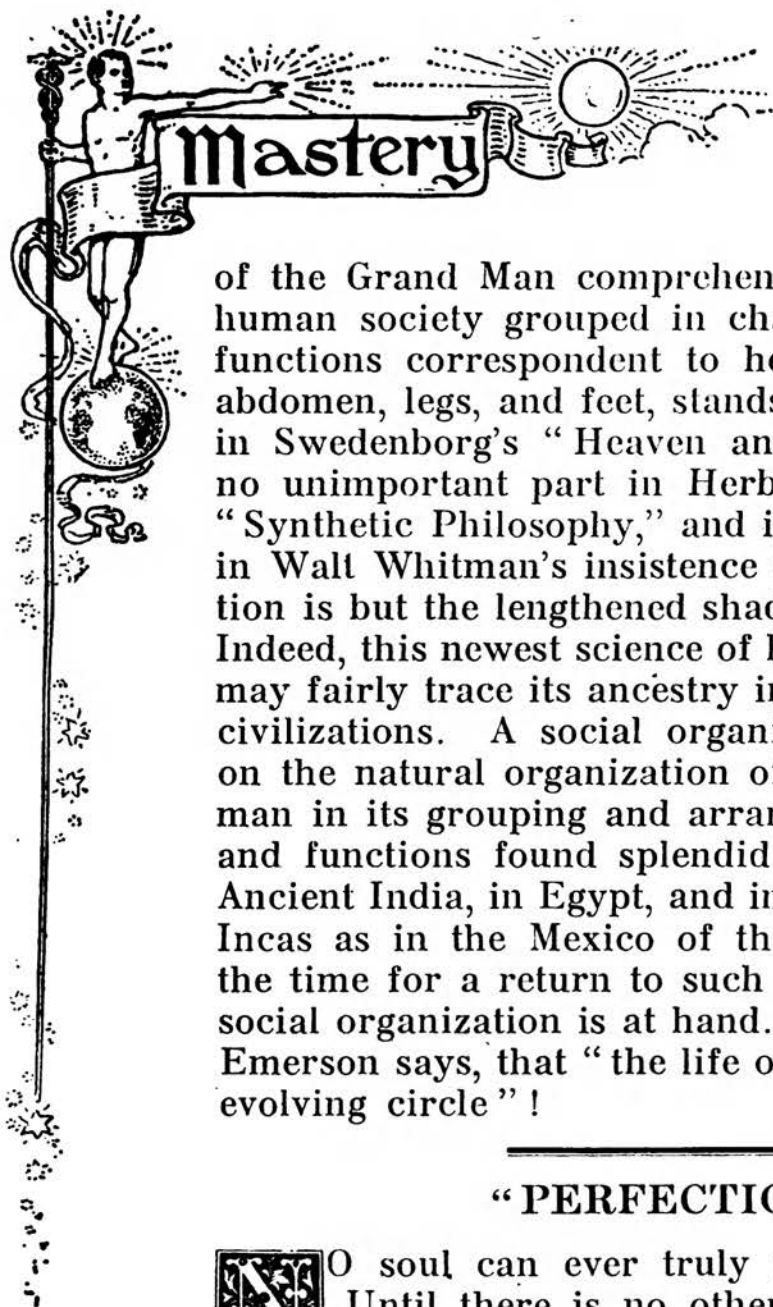 Mastery
of the Grand Man comprehen
human society grouped in ch
functions correspondent to he
abdomen, legs, and feet, stands
in Swedenborg's “ Heaven an
no unimportant part in Herb
“ Synthetic Philosophy,” and i
in Walt Whitman's insistence
tion is but the lengthened shad
Indeed, this newest science of
may fairly trace its ancestry in
civilizations. A social organi
on the natural organization of
man in its grouping and arran
and functions found splendid
Ancient India, in Egypt, and in
Incas as in the Mexico of th
the time for a return to such
social organization is at hand.
Emerson says, that “ the life o
evolving circle ” !
“ PERFECTIO
NO soul can ever truly
Until there is no other